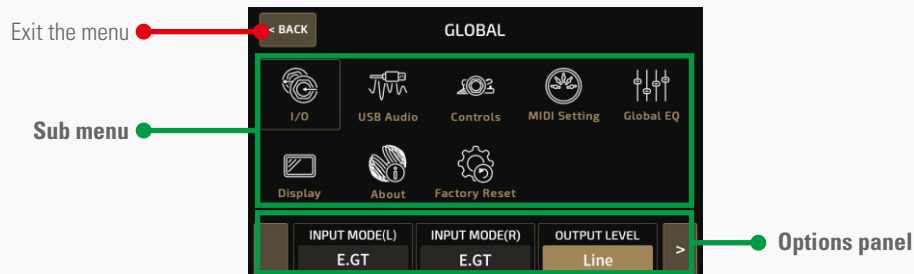 < BACK
GLOBAL
Exit the menu
I/O
USB Audio
Controls
MIDI Setting
Global EQ
Sub menu
Display
About
Factory Reset
INPUT MODE(L)
INPUT MODE(R)
OUTPUT LEVEL
E.GT
E.GT
Line
>
Options panel